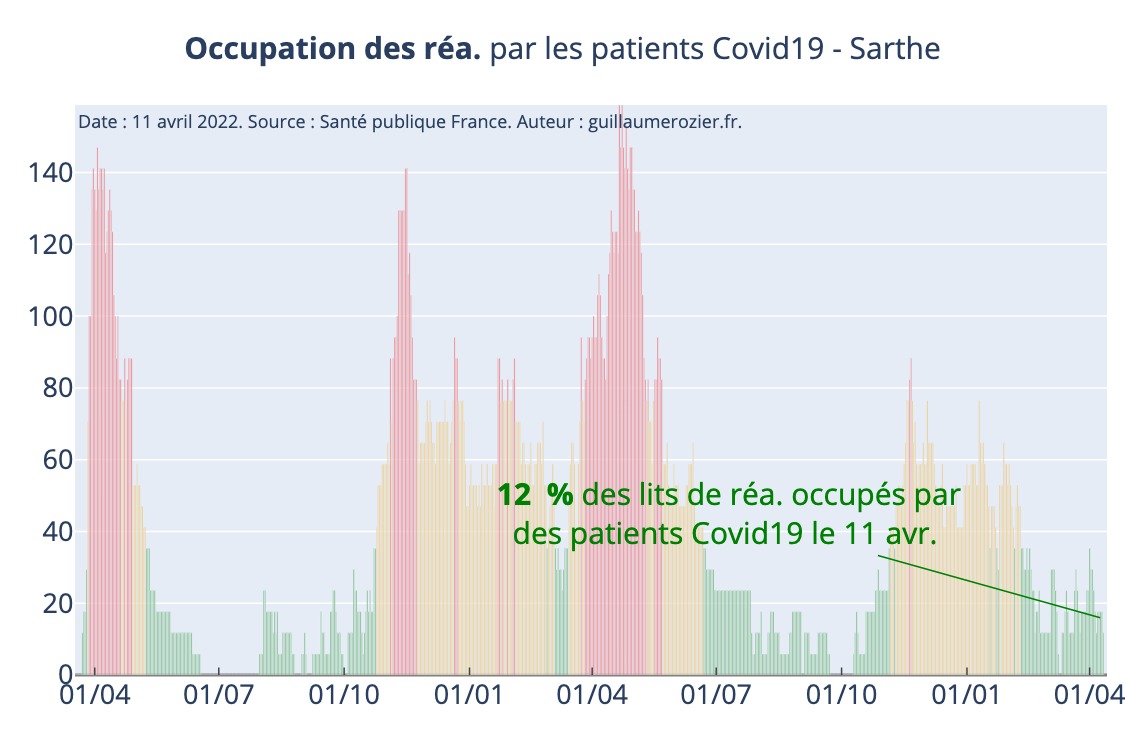 Occupation des réa. par les patients Covid19 - Sarthe
Date : 11 avril 2022. Source : Santé publique France. Auteur : guillaumerozier.fr.
140
120
100
80
60
40
20
0
12 % des lits de réa. occupés par
des patients Covid19 le 11 avr.
01/04 01/07 01/10 01/01 01/04 01/07 01/10 01/01 01/04